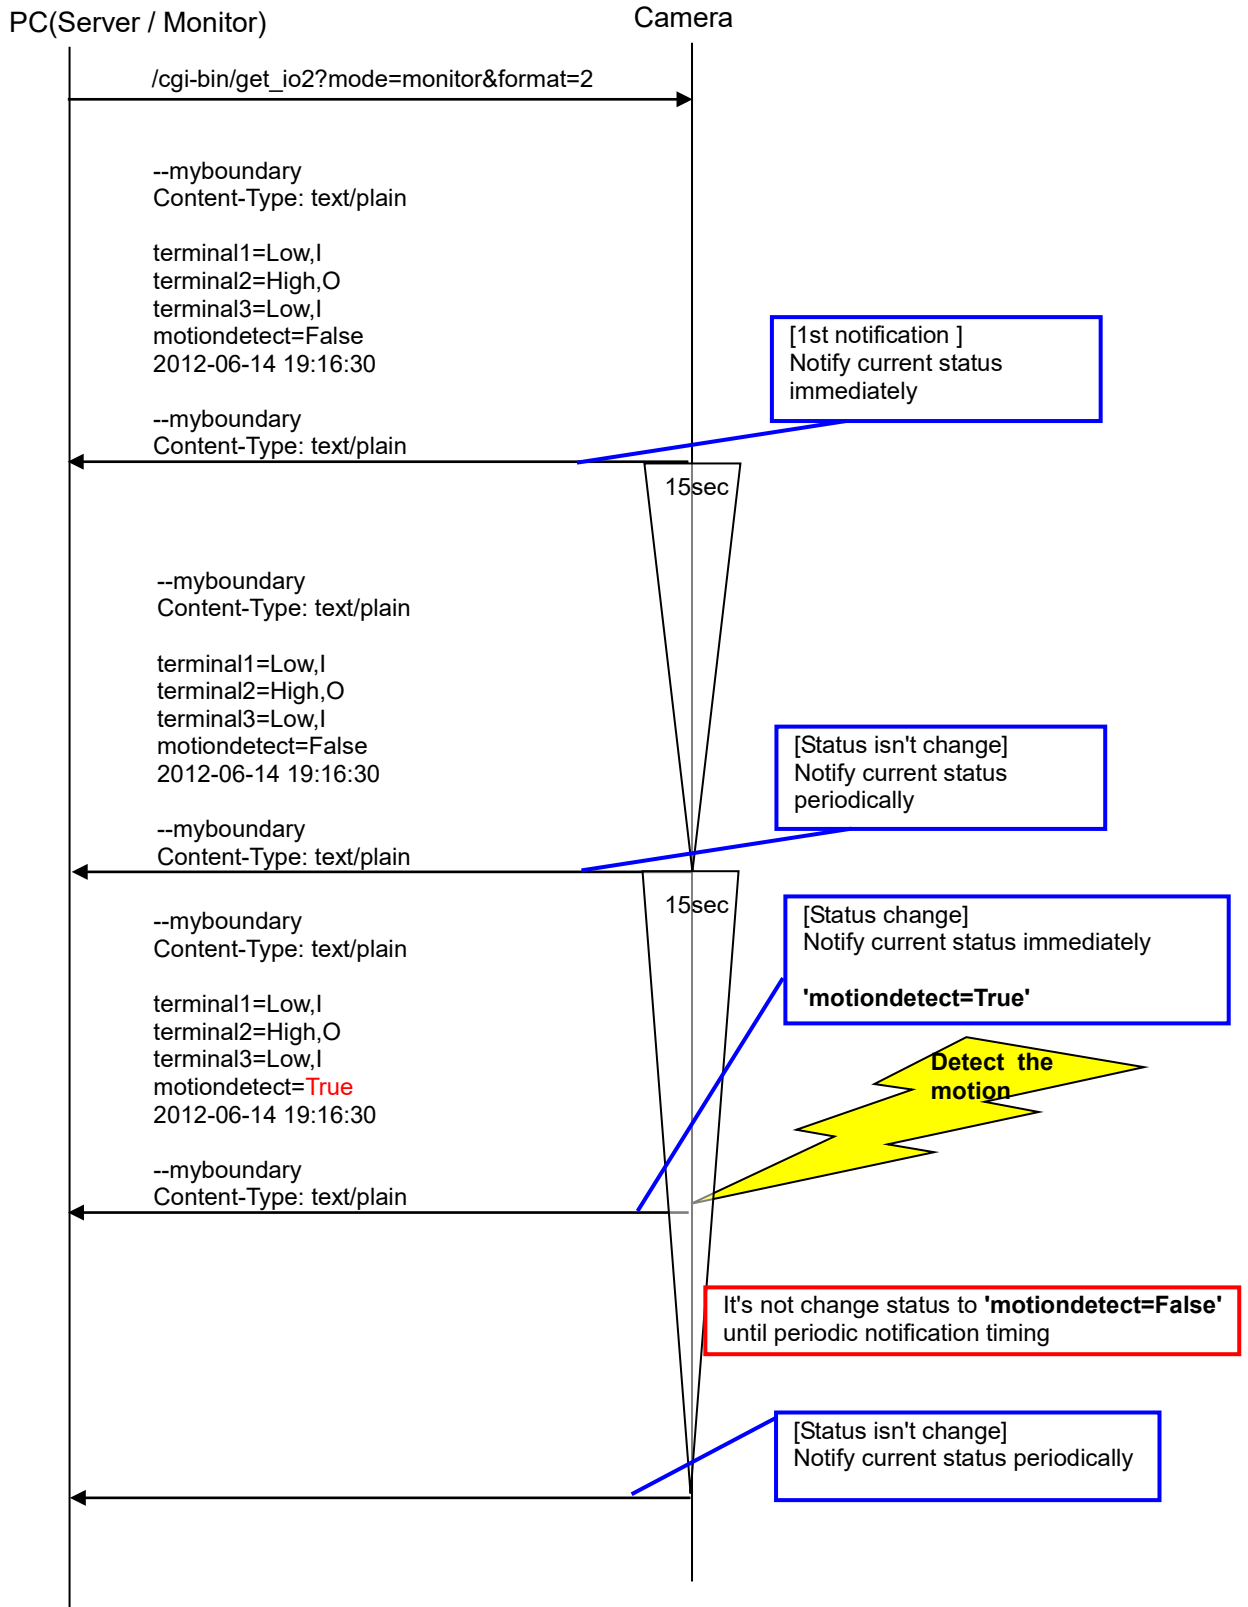 PC(Server / Monitor)
Camera
/cgi-bin/get_io2?mode=monitor&format=2
--myboundary
Content-Type: text/plain
terminal1=Low,I
terminal2=High,O
terminal3=Low,I
motiondetect=False
2012-06-14 19:16:30
--myboundary
Content-Type: text/plain
[1st notification ]
Notify current status
immediately
15sec
--myboundary
Content-Type: text/plain
terminal1=Low,I
terminal2=High,O
terminal3=Low,I
motiondetect=False
2012-06-14 19:16:30
--myboundary
Content-Type: text/plain
[Status isn't change]
Notify current status
periodically
15sec
--myboundary
Content-Type: text/plain
terminal1=Low,I
terminal2=High,O
terminal3=Low,I
motiondetect=True
2012-06-14 19:16:30
--myboundary
Content-Type: text/plain
[Status change]
Notify current status immediately
'motiondetect=True'
Detect the
motion
It's not change status to 'motiondetect=False'
until periodic notification timing
[Status isn't change]
Notify current status periodically